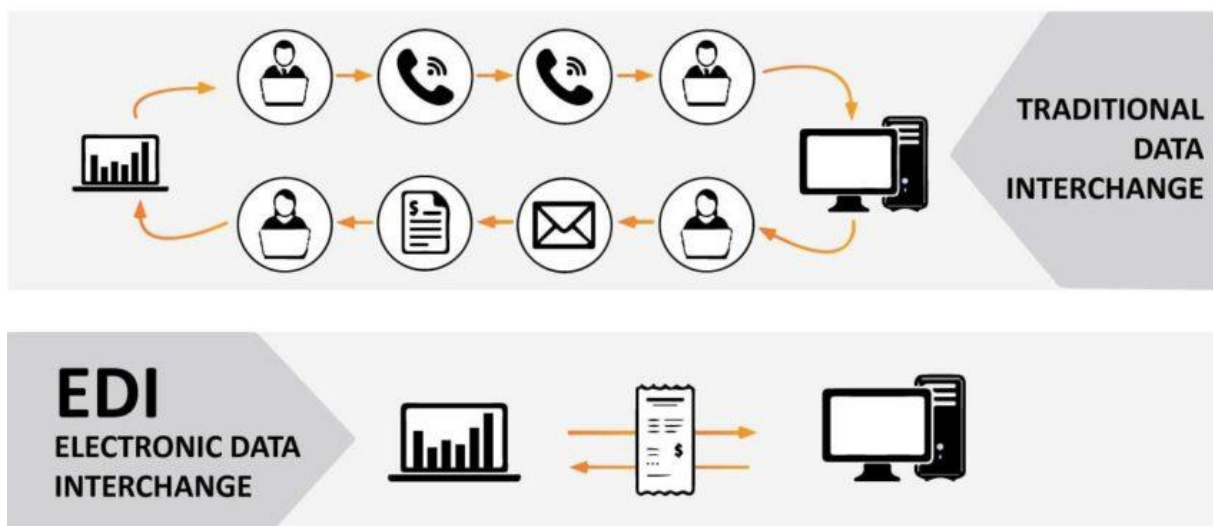 TRADITIONAL
DATA
INTERCHANGE
$
EDI
ELECTRONIC DATA
INTERCHANGE
$